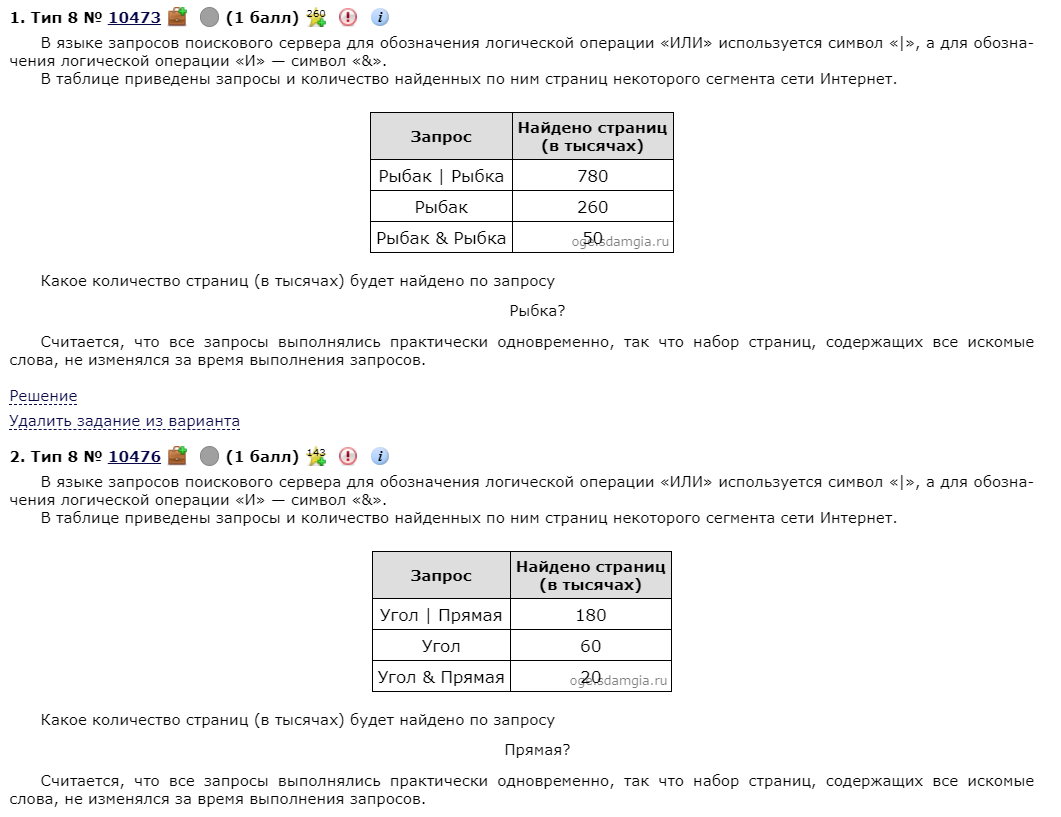 1. Тип 8 № 10473 (1 балл) 260
В языке запросов поискового сервера для обозначения логической операции «ИЛИ» используется символ «|», а для обозна-
чения логической операции «И» — символ «&».
В таблице приведены запросы и количество найденных по ним страниц некоторого сегмента сети Интернет.
Запрос Найдено страниц
(в тысячах)
Рыбак | Рыбка 780
Рыбак 260
Рыбак & Рыбка 50
oge.sdamgia.ru
Какое количество страниц (в тысячах) будет найдено по запросу
Рыбка?
Считается, что все запросы выполнялись практически одновременно, так что набор страниц, содержащих все искомые
слова, не изменялся за время выполнения запросов.
Решение
Удалить задание из варианта
2. Тип 8 № 10476 (1 балл) 143
В языке запросов поискового сервера для обозначения логической операции «ИЛИ» используется символ «|», а для обозна-
чения логической операции «И» — символ «&».
В таблице приведены запросы и количество найденных по ним страниц некоторого сегмента сети Интернет.
Запрос Найдено страниц
(в тысячах)
Угол | Прямая 180
Угол 60
Угол & Прямая 20
oge.sdamgia.ru
Какое количество страниц (в тысячах) будет найдено по запросу
Прямая?
Считается, что все запросы выполнялись практически одновременно, так что набор страниц, содержащих все искомые
слова, не изменялся за время выполнения запросов.